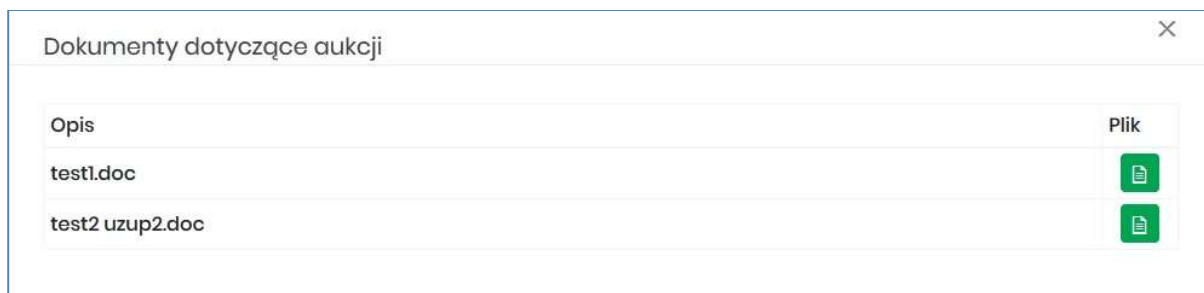 Dokumenty dotyczące aukcji
Opis Plik
test1.doc
test2 uzup2.doc